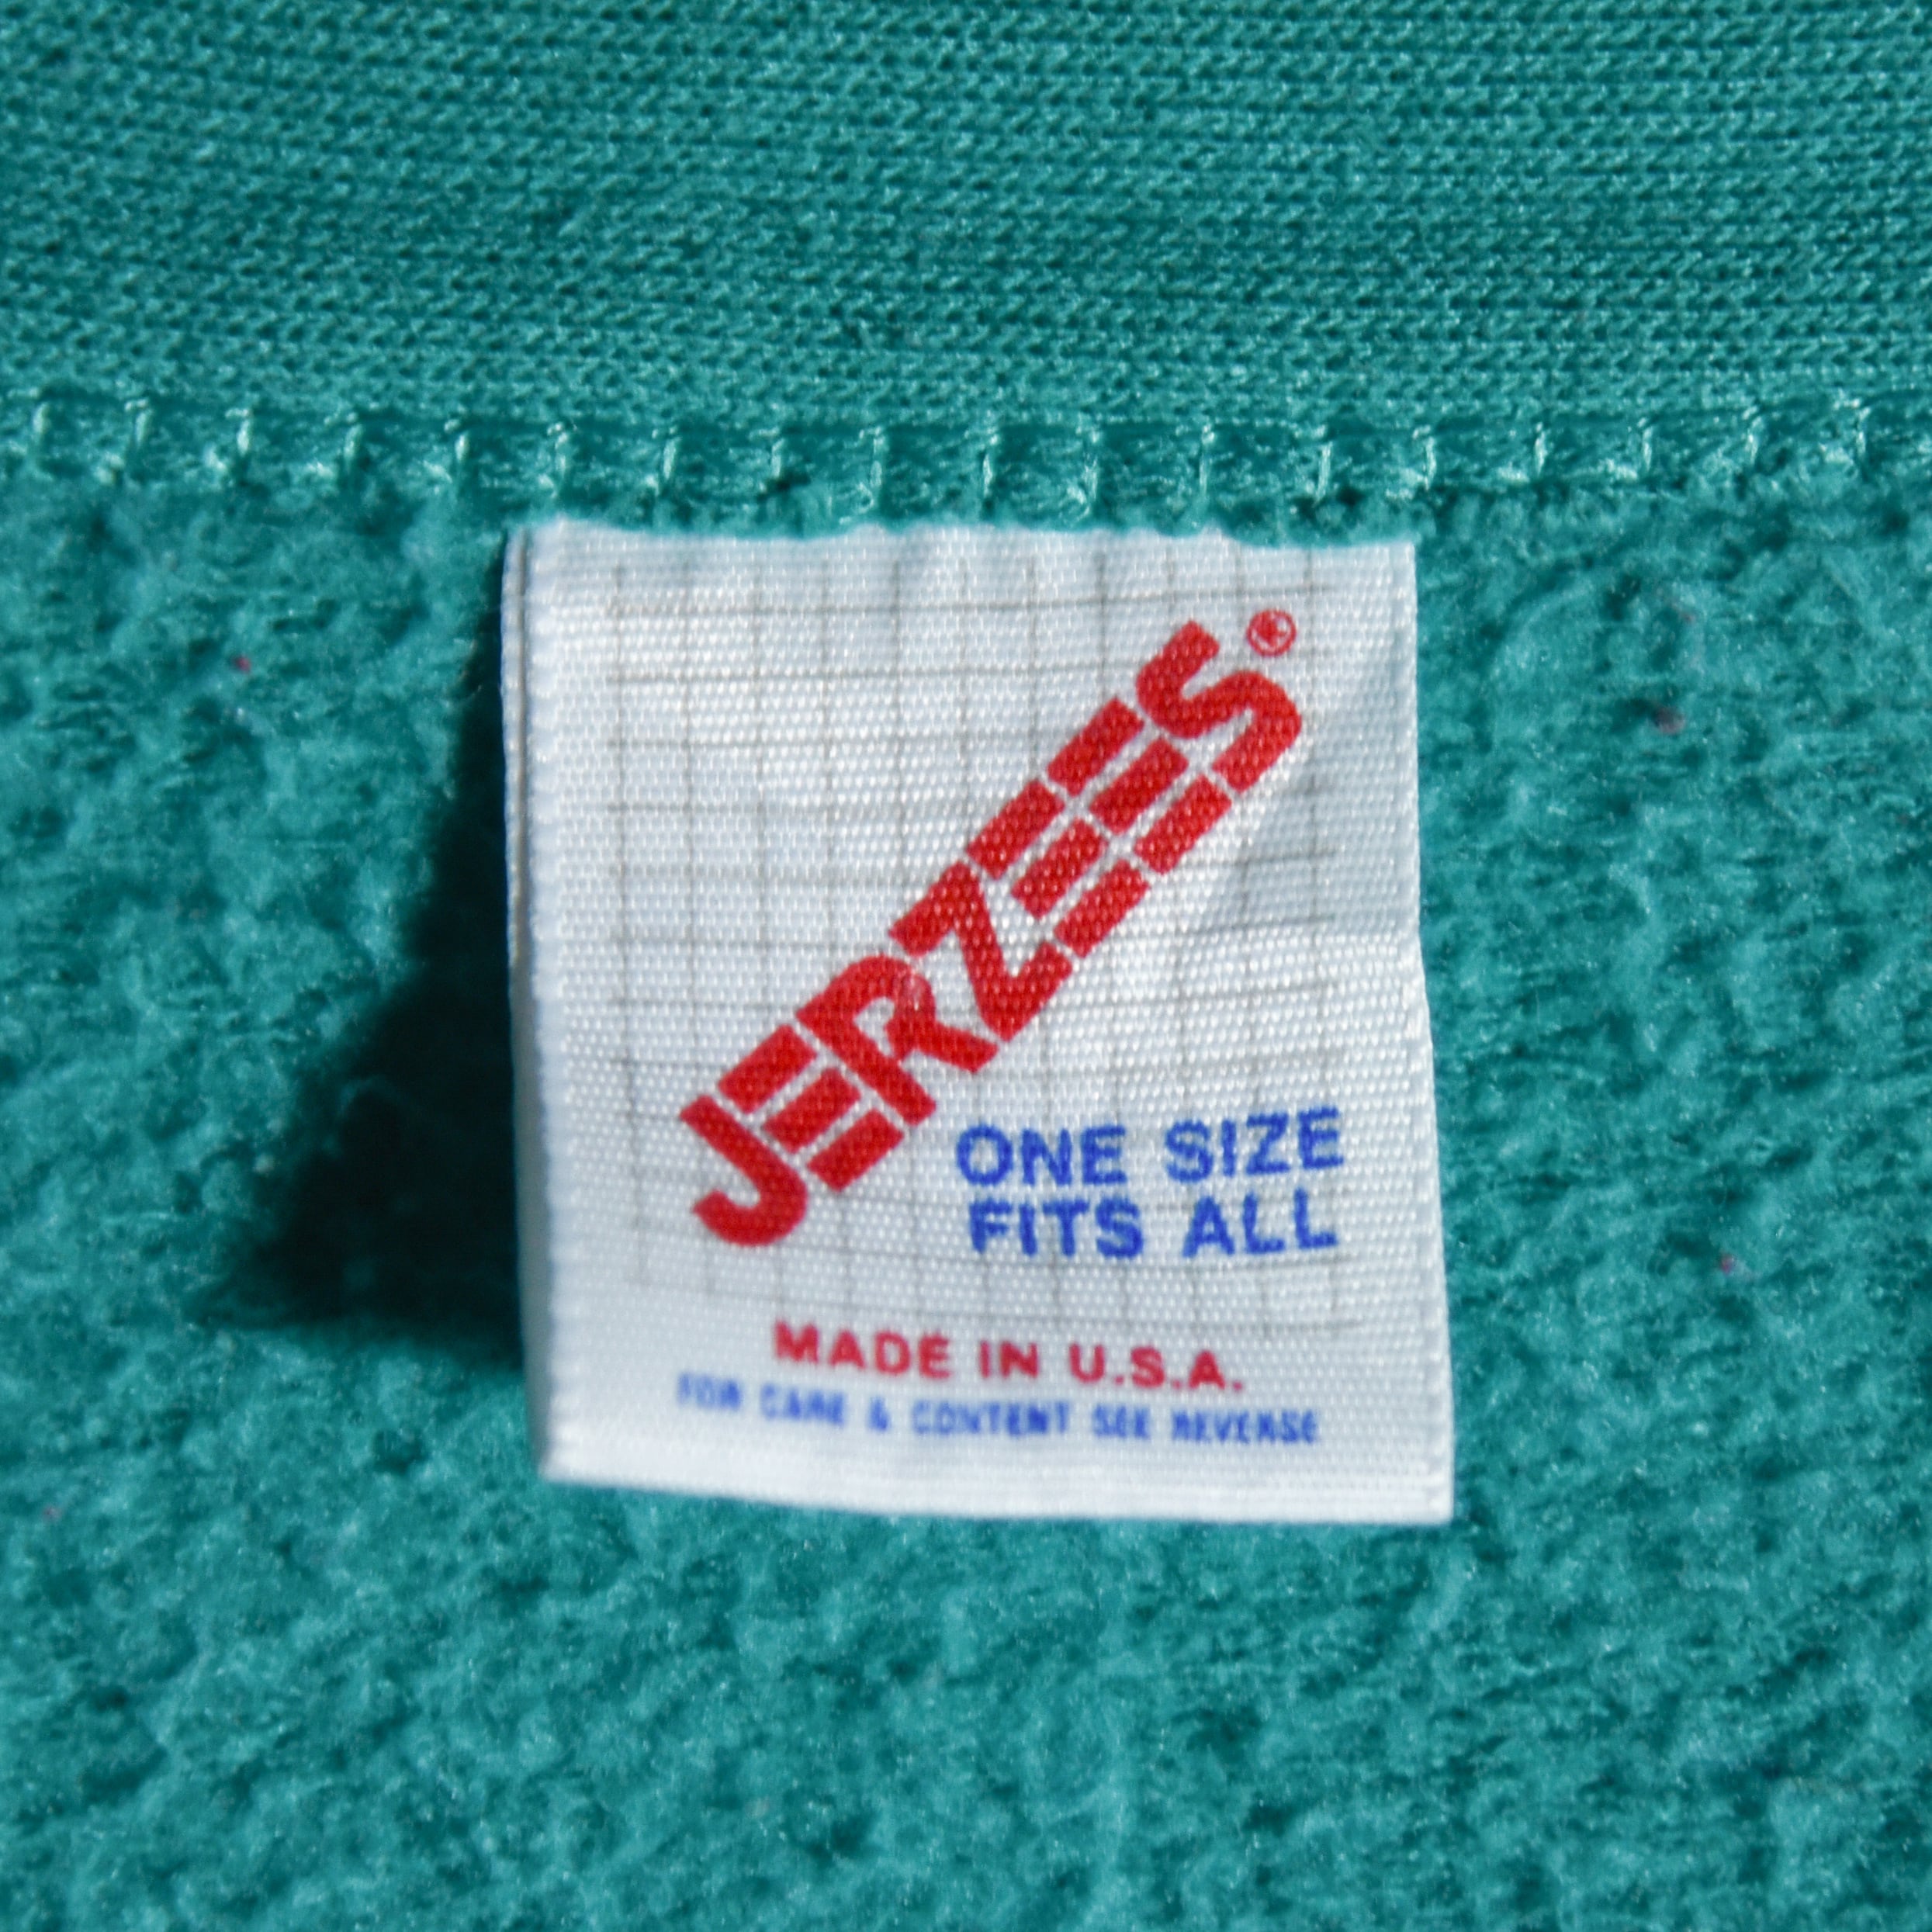 JERZEES®
ONE SIZE
FITS ALL
MADE IN U.S.A.
FOR CARE & CONTENT SEE REVERSE